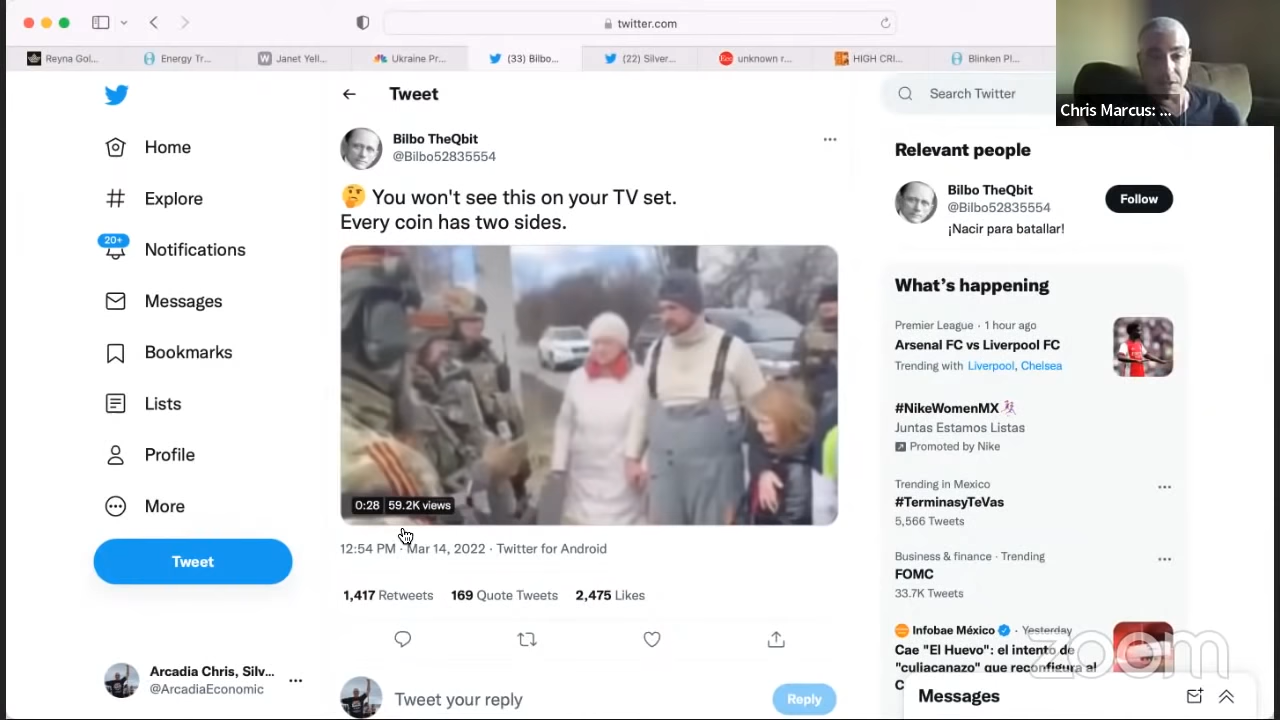 twitter.com
Reyna Gol...
Energy Tr...
Janet Yell...
Ukraine Pr...
(33) Bilbo...
(22) Silver...
unknown r...
HIGH CRI...
Blinken Pl...
Chris Marcus: ...
Home
Explore
20+
Notifications
Messages
Bookmarks
Lists
Profile
More
Tweet
Arcadia Chris, Silv...
@ArcadiaEconomic
Tweet
Bilbo TheQbit
@Bilbo52835554
🤔 You won't see this on your TV set.
Every coin has two sides.
0:28 59.2K views
12:54 PM · Mar 14, 2022 · Twitter for Android
1,417 Retweets 169 Quote Tweets 2,475 Likes
Tweet your reply
Reply
Search Twitter
Relevant people
Bilbo TheQbit
@Bilbo52835554
Follow
¡Nacir para batallar!
What's happening
Premier League · 1 hour ago
Arsenal FC vs Liverpool FC
Trending with Liverpool, Chelsea
#NikeWomenMX
Juntas Estamos Listas
Promoted by Nike
Trending in Mexico
#TerminasyTeVas
5,566 Tweets
Business & finance · Trending
FOMC
33.7K Tweets
Infobae México · Yesterday
Cae "El Huevo": el intento de
"culiacanazo" que reconfigura al
C
Messages
zoom